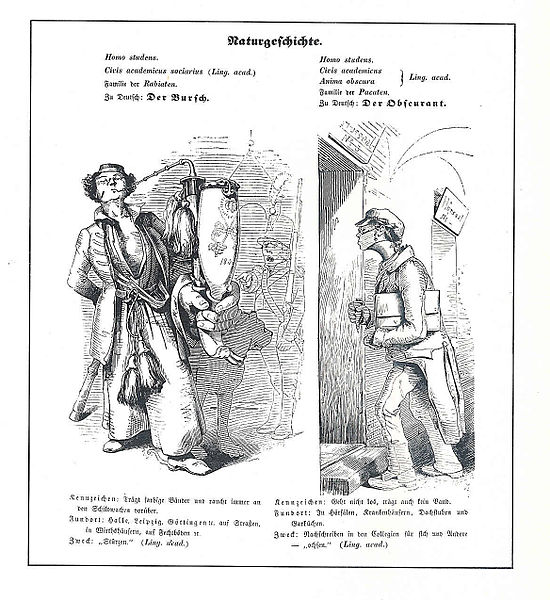 Naturgeschichte.
Homo studens.
Civis academicus sociarius (Ling. acad.)
Familie der Rabiaten.
Zu Deutsch: Der Bursch.
Homo studens.
Civis academicus
Anima obscura
} Ling. acad.
Familie der Pacaten.
Zu Deutsch: Der Obscurant.
Kennzeichen: Trägt farbige Bänder und raucht immer an
den Schildwachen vorüber.
Fundort: Halle, Leipzig, Göttingen ꝛc. auf Straßen,
in Wirthshäusern, auf Fechtböden ꝛc.
Zweck: „Stürzen.“ (Ling. acad.)
Kennzeichen: Geht nicht los, trägt auch kein Band.
Fundort: In Hörsälen, Krankenhäusern, Dachstuben und
Garküchen.
Zweck: Nachschreiben in den Collegien für sich und Andere
— „ochsen.“ (Ling. acad.)